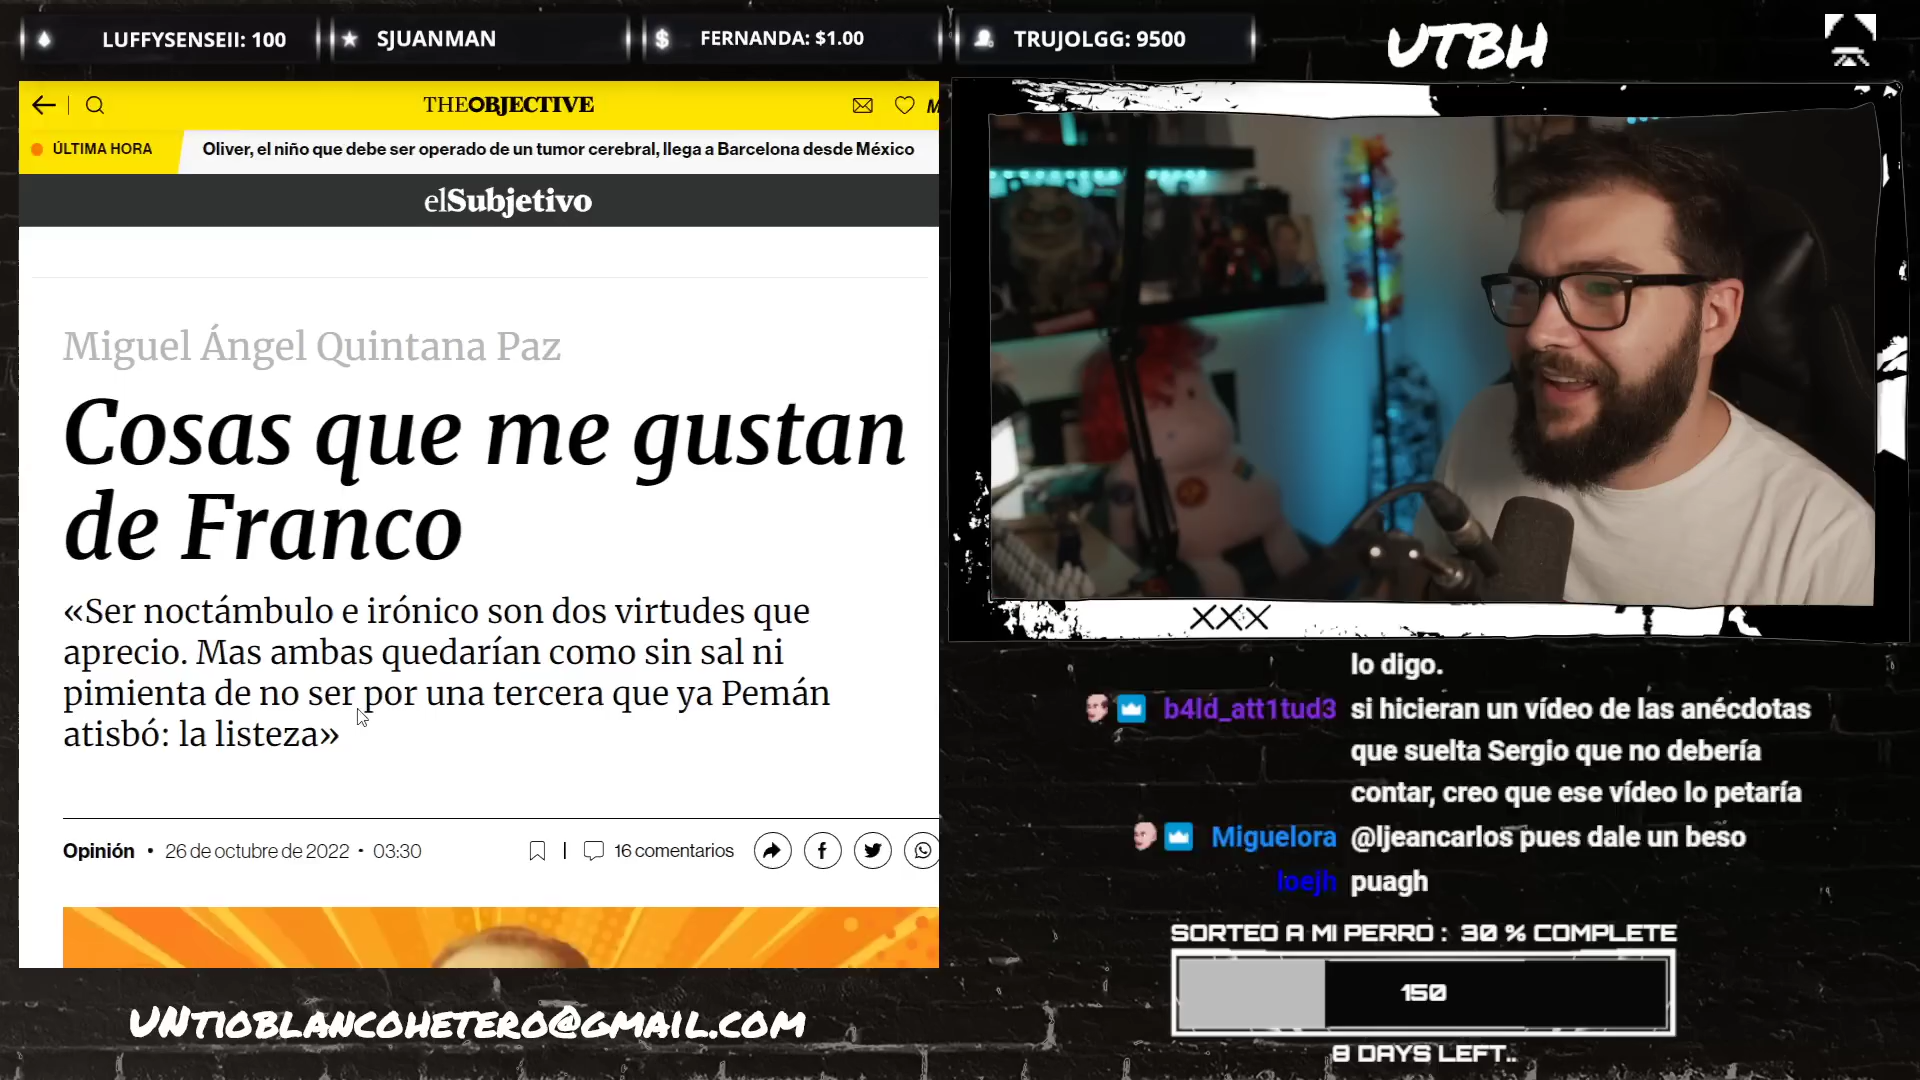 LUFFYSENSEII: 100
SJUANMAN
FERNANDA: $1.00
TRUJOLGG: 9500
UTBH
THEOBJECTIVE
ÚLTIMA HORA
Oliver, el niño que debe ser operado de un tumor cerebral, llega a Barcelona desde México
elSubjetivo
Miguel Ángel Quintana Paz
Cosas que me gustan
de Franco
«Ser noctámbulo e irónico son dos virtudes que
aprecio. Mas ambas quedarían como sin sal ni
pimienta de no ser por una tercera que ya Pemán
atisbó: la listeza»
Opinión • 26 de octubre de 2022 • 03:30
16 comentarios
XXX
lo digo.
b4ld_att1tud3 si hicieran un vídeo de las anécdotas
que suelta Sergio que no debería
contar, creo que ese vídeo lo petaría
Miguelora @ljeancarlos pues dale un beso
loejh puagh
SORTEO A MI PERRO : 30 % COMPLETE
150
8 DAYS LEFT..
UNTIOBLANCOHETERO@GMAIL.COM